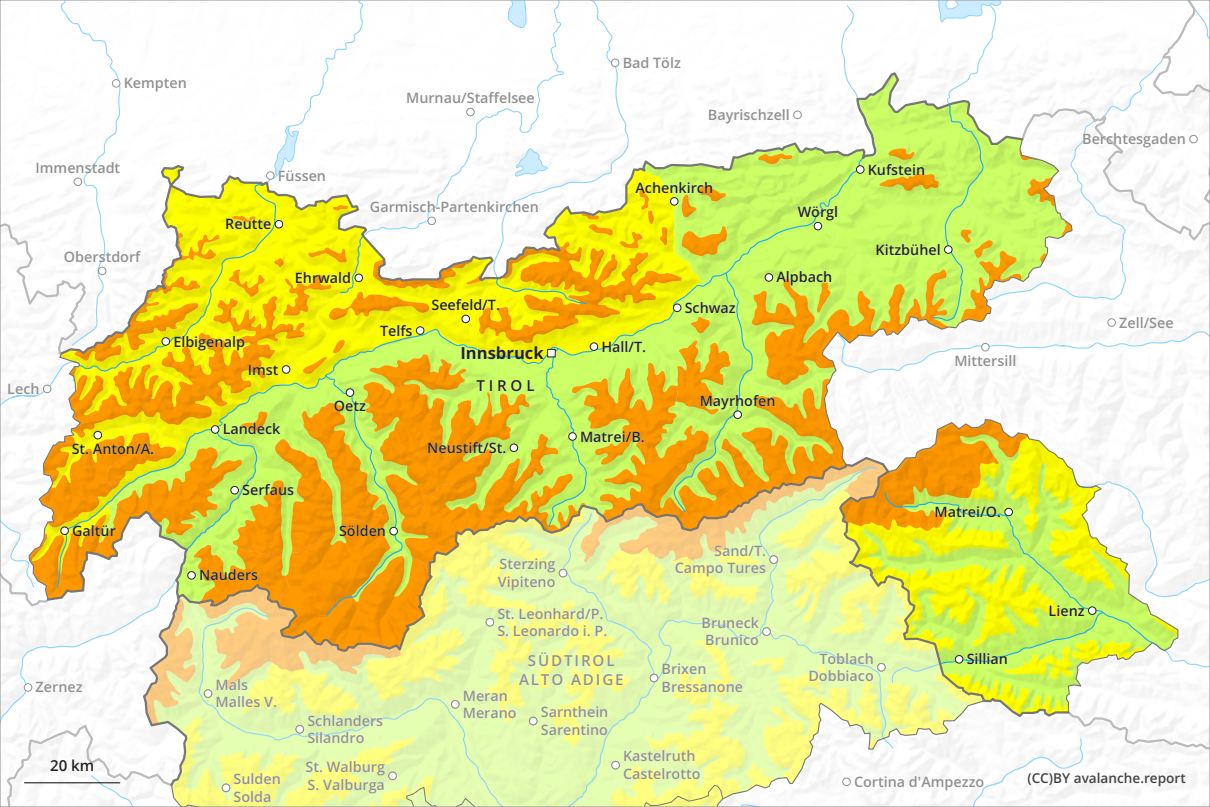 Kempten
Bad Tölz
Murnau/Staffelsee
Bayrischzell
Berchtesgaden
Immenstadt
Füssen
Kufstein
Achenkirch
Garmisch-Partenkirchen
Wörgl
Reutte
Kitzbühel
Oberstdorf
Ehrwald
Alpbach
Seefeld/T.
Schwaz
Telfs
Zell/See
Elbigenalp
Innsbruck
Hall/T.
Mittersill
Imst
TIROL
Lech
Oetz
Mayrhofen
Landeck
St. Anton/A.
Neustift/St.
Matrei/B.
Serfaus
Matrei/O.
Galtür
Sölden
Sand/T.
Campo Tures
Sterzing
Vipiteno
Nauders
St. Leonhard/P.
S. Leonardo i. P.
Lienz
Bruneck
Brunico
SÜDTIROL
ALTO ADIGE
Toblach
Dobbiaco
Sillian
Brixen
Bressanone
Zernez
Mals
Malles V.
Meran
Merano
Sarnthein
Sarentino
Schlanders
Silandro
Kastelruth
Castelrotto
20 km
St. Walburg
S. Valburga
Sulden
Solda
Cortina d'Ampezzo
(CC)BY avalanche.report